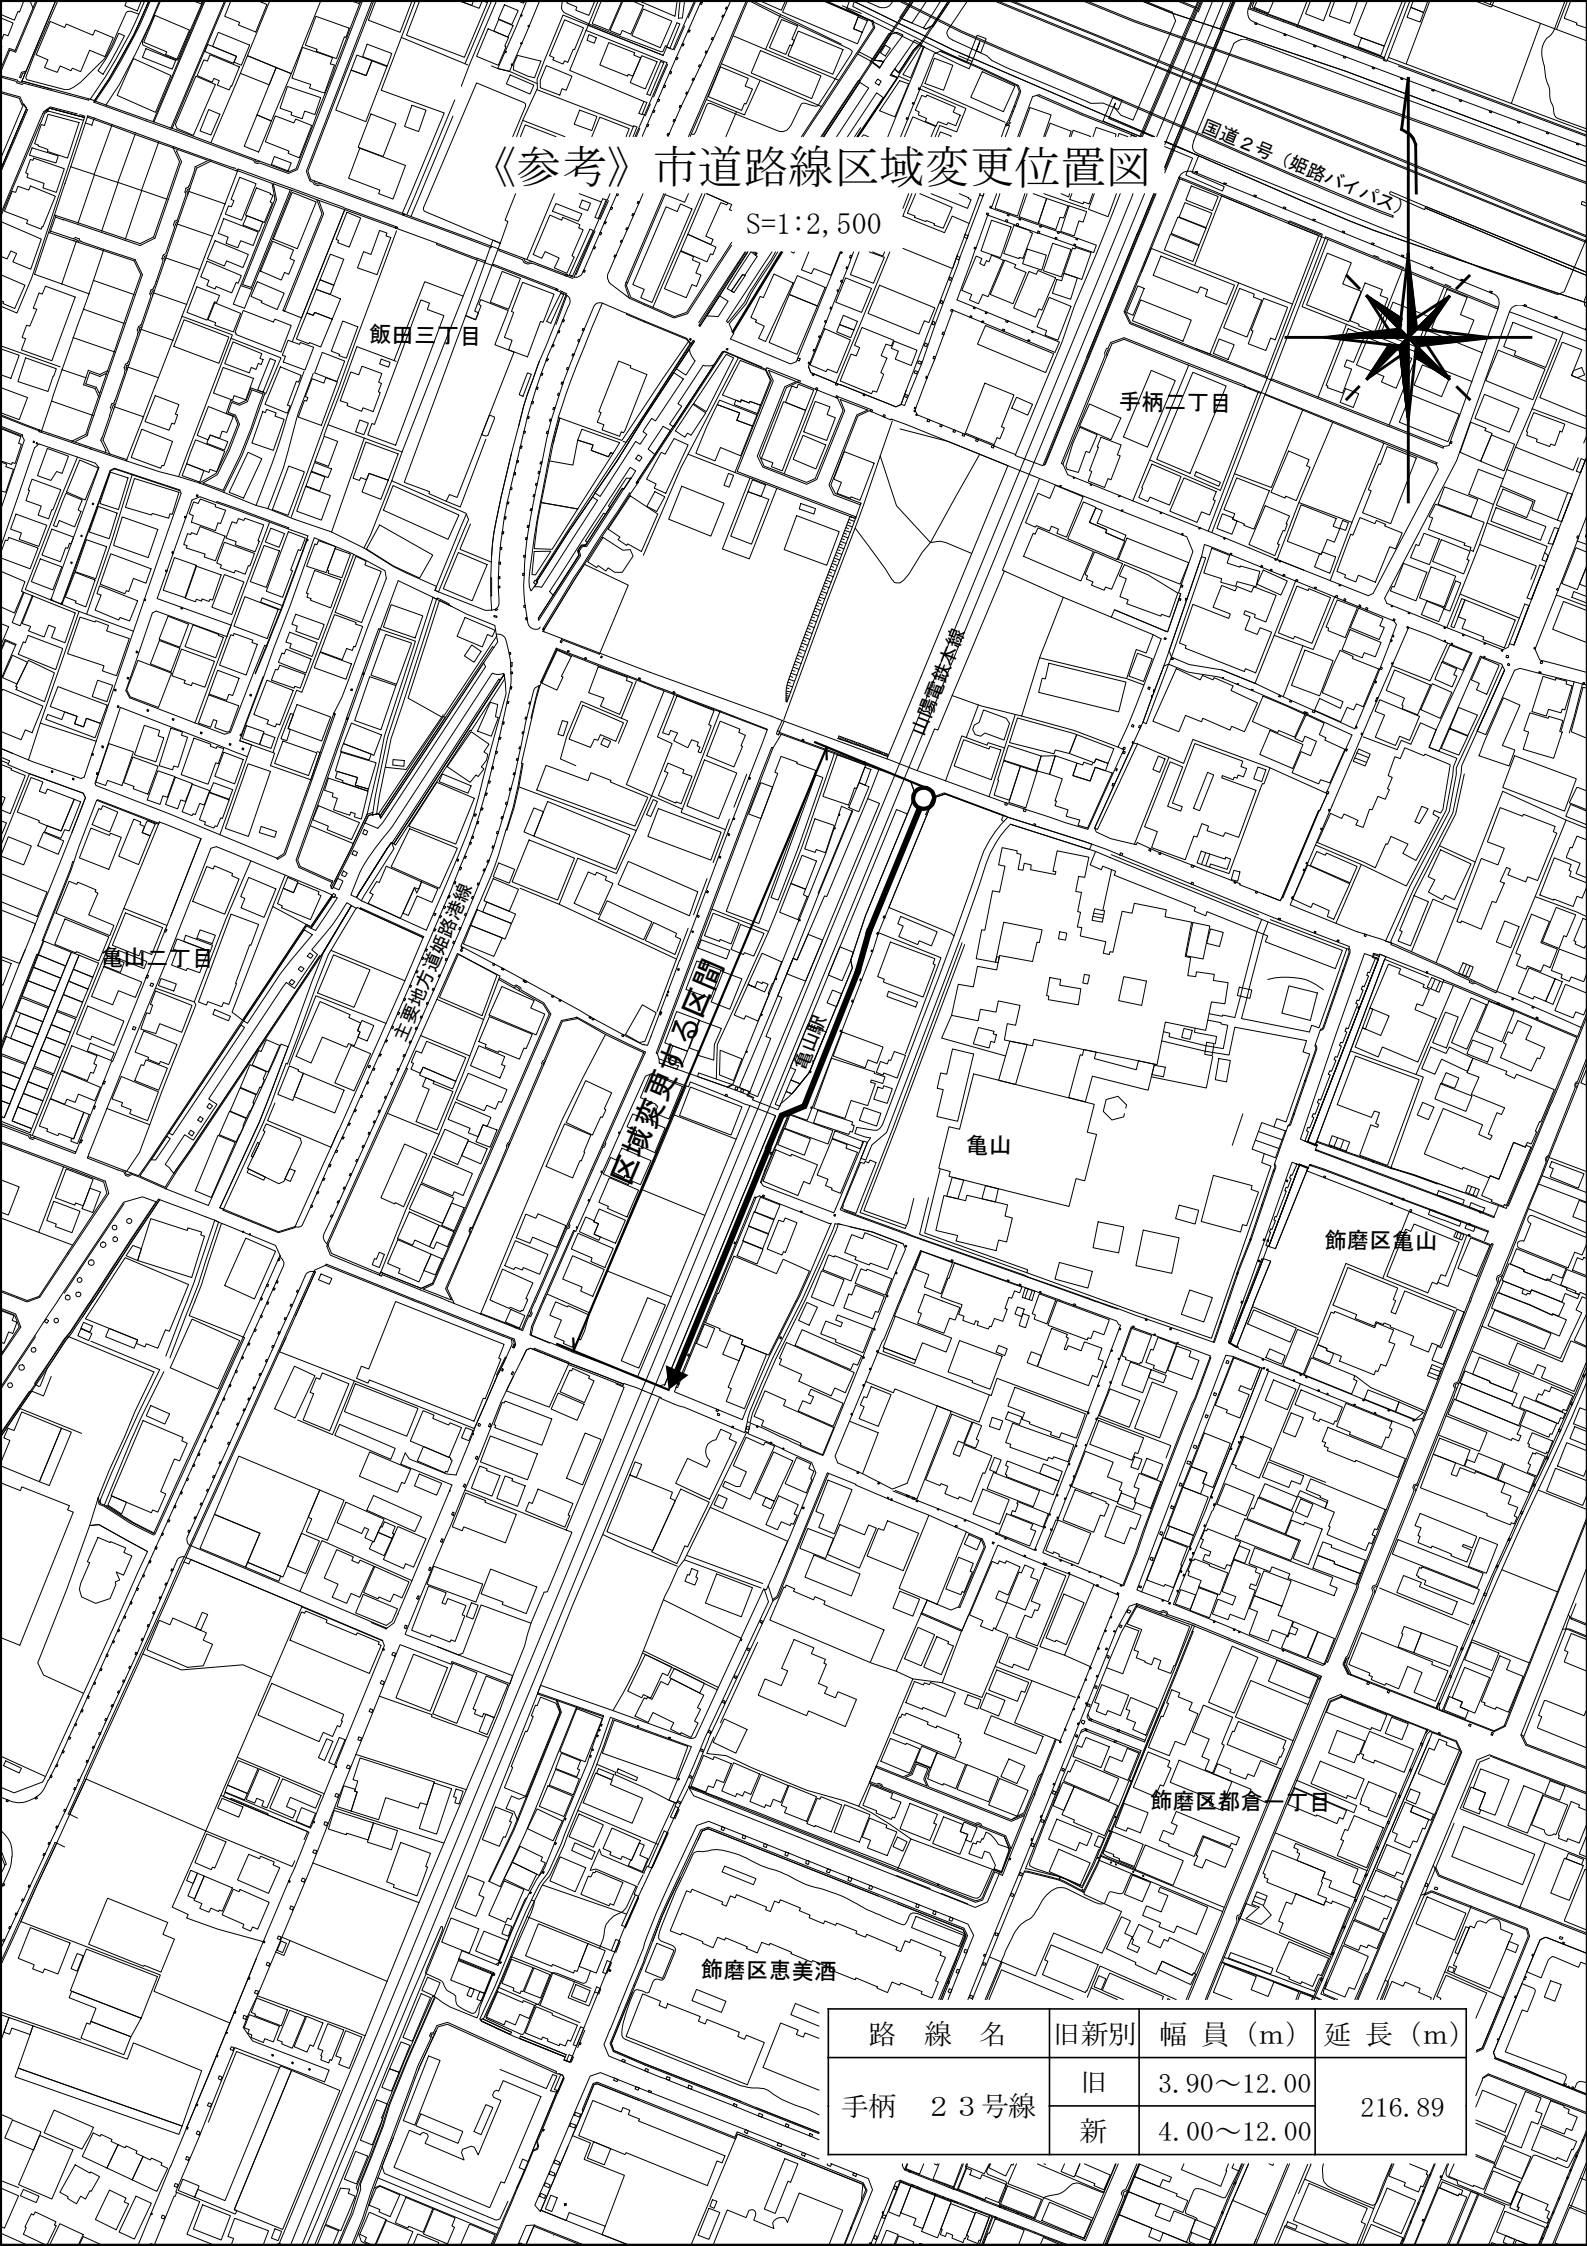 《参考》市道路線区域変更位置図
S=1:2,500
国道２号（姫路バイパス）
飯田三丁目
手柄二丁目
山陽電鉄本線
主要地方道姫路港線
亀山二丁目
区域変更する区間
亀山駅
亀山
飾磨区亀山
飾磨区都倉一丁目
飾磨区恵美酒
路　線　名 旧新別 幅 員（m） 延 長（m）
手柄　２３号線 旧 3.90～12.00 216.89
新 4.00～12.00